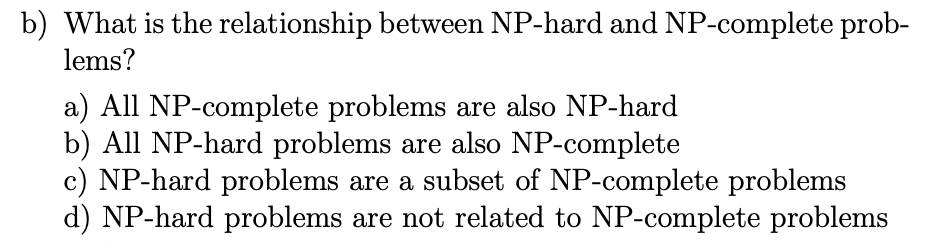 b) What is the relationship between NP-hard and NP-complete prob-
lems?
a) All NP-complete problems are also NP-hard
b) All NP-hard problems are also NP-complete
c) NP-hard problems are a subset of NP-complete problems
d) NP-hard problems are not related to NP-complete problems